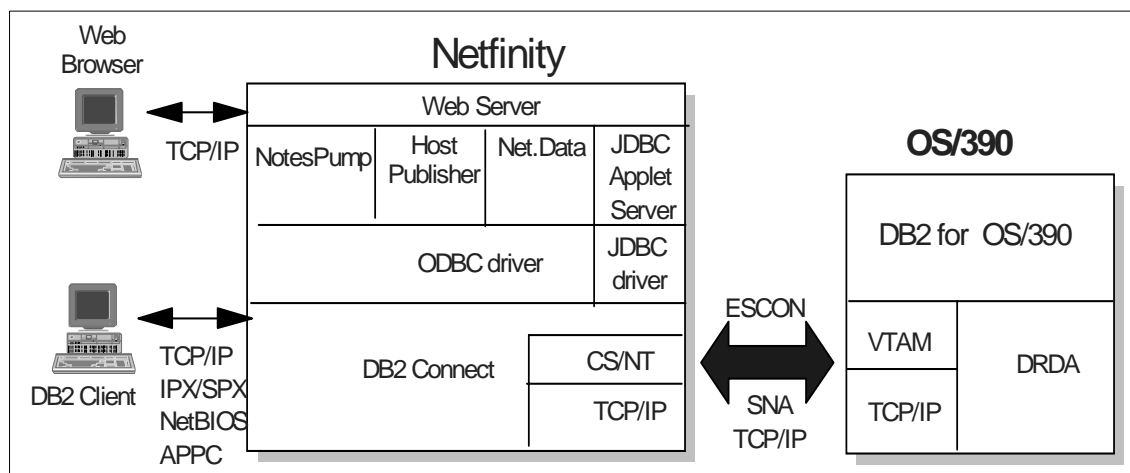 Web
Browser
TCP/IP
DB2 Client
TCP/IP
IPX/SPX
NetBIOS
APPC
Netfinity
Web Server
NotesPump
Host
Publisher
Net.Data
JDBC
Applet
Server
ODBC driver
JDBC
driver
DB2 Connect
CS/NT
TCP/IP
ESCON
SNA
TCP/IP
OS/390
DB2 for OS/390
VTAM
TCP/IP
DRDA